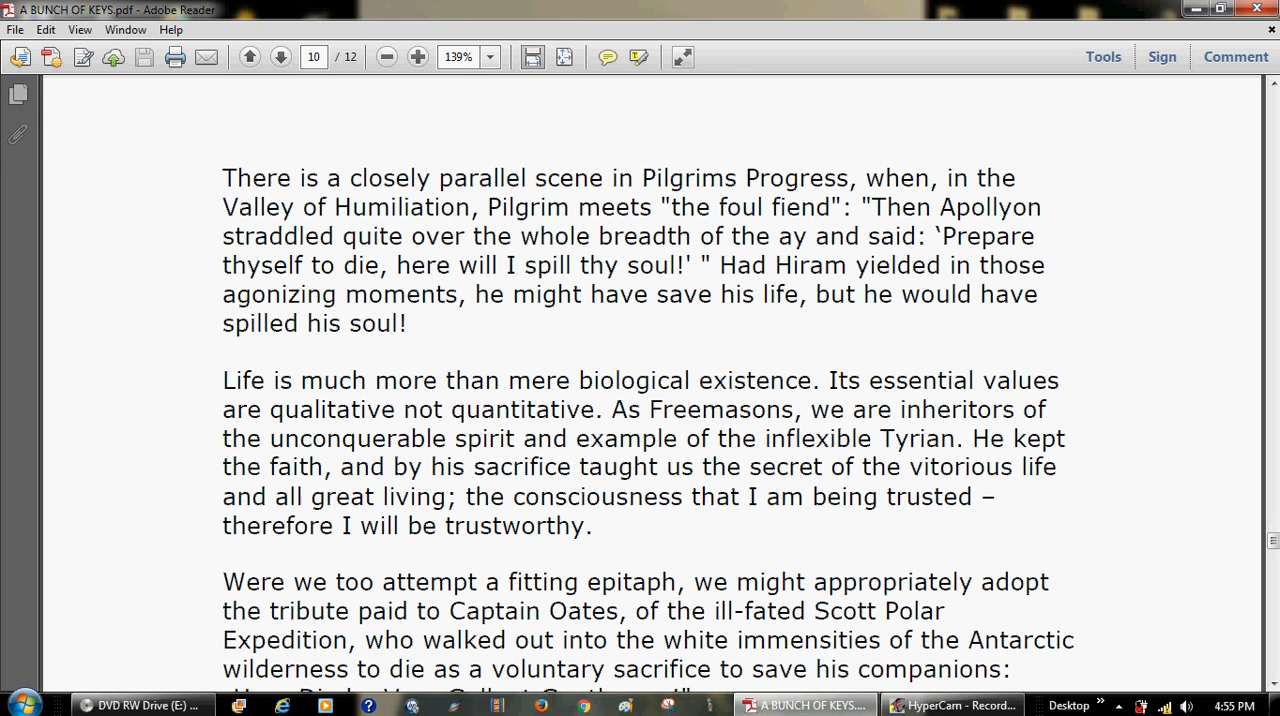 A BUNCH OF KEYS.pdf - Adobe Reader
File Edit View Window Help
10 / 12 139% Tools Sign Comment
There is a closely parallel scene in Pilgrims Progress, when, in the
Valley of Humiliation, Pilgrim meets "the foul fiend": "Then Apollyon
straddled quite over the whole breadth of the ay and said: ‘Prepare
thyself to die, here will I spill thy soul!' " Had Hiram yielded in those
agonizing moments, he might have save his life, but he would have
spilled his soul!
Life is much more than mere biological existence. Its essential values
are qualitative not quantitative. As Freemasons, we are inheritors of
the unconquerable spirit and example of the inflexible Tyrian. He kept
the faith, and by his sacrifice taught us the secret of the vitorious life
and all great living; the consciousness that I am being trusted –
therefore I will be trustworthy.
Were we too attempt a fitting epitaph, we might appropriately adopt
the tribute paid to Captain Oates, of the ill-fated Scott Polar
Expedition, who walked out into the white immensities of the Antarctic
wilderness to die as a voluntary sacrifice to save his companions:
DVD RW Drive (E:) ... A BUNCH OF KEYS.... HyperCam - Record... Desktop 4:55 PM